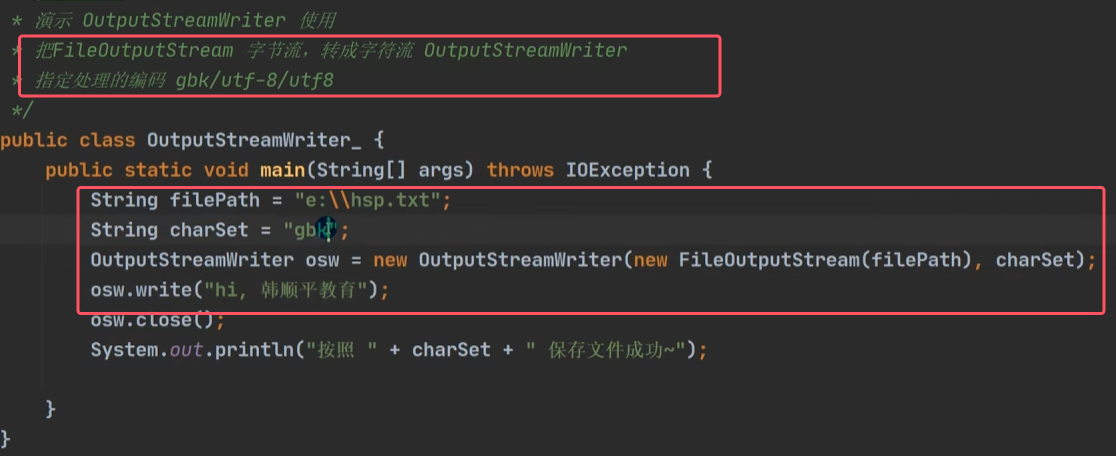 * 演示 OutputStreamWriter 使用
* 把FileOutputStream 字节流，转成字符流 OutputStreamWriter
* 指定处理的编码 gbk/utf-8/utf8
*/
public class OutputStreamWriter_ {
public static void main(String[] args) throws IOException {
String filePath = "e:\\hsp.txt";
String charSet = "gbk";
OutputStreamWriter osw = new OutputStreamWriter(new FileOutputStream(filePath), charSet);
osw.write("hi, 韩顺平教育");
osw.close();
System.out.println("按照 " + charSet + " 保存文件成功~");
}
}